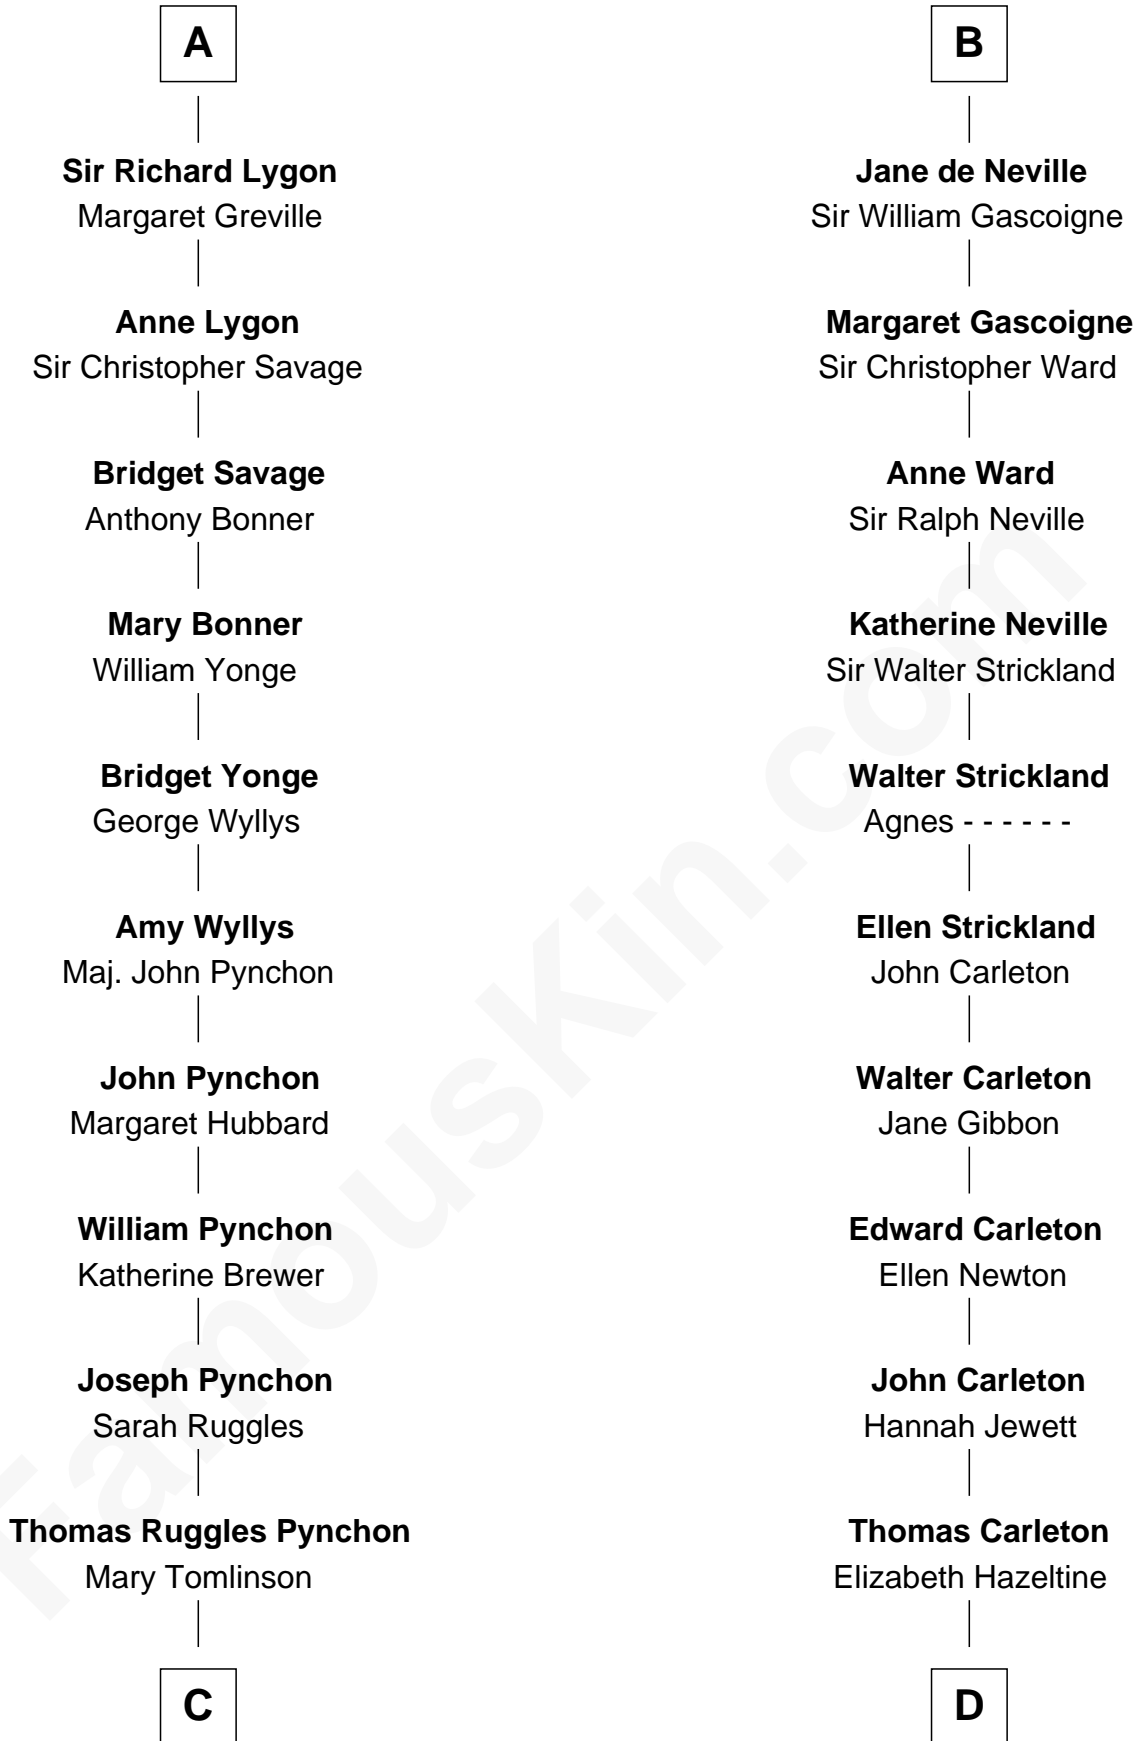 A
Sir Richard Lygon
Margaret Greville
Anne Lygon
Sir Christopher Savage
Bridget Savage
Anthony Bonner
Mary Bonner
William Yonge
Bridget Yonge
George Wyllys
Amy Wyllys
Maj. John Pynchon
John Pynchon
Margaret Hubbard
William Pynchon
Katherine Brewer
Joseph Pynchon
Sarah Ruggles
Thomas Ruggles Pynchon
Mary Tomlinson
C
B
Jane de Neville
Sir William Gascoigne
Margaret Gascoigne
Sir Christopher Ward
Anne Ward
Sir Ralph Neville
Katherine Neville
Sir Walter Strickland
Walter Strickland
Agnes - - - - - -
Ellen Strickland
John Carleton
Walter Carleton
Jane Gibbon
Edward Carleton
Ellen Newton
John Carleton
Hannah Jewett
Thomas Carleton
Elizabeth Hazeltine
D
FamousKin.com